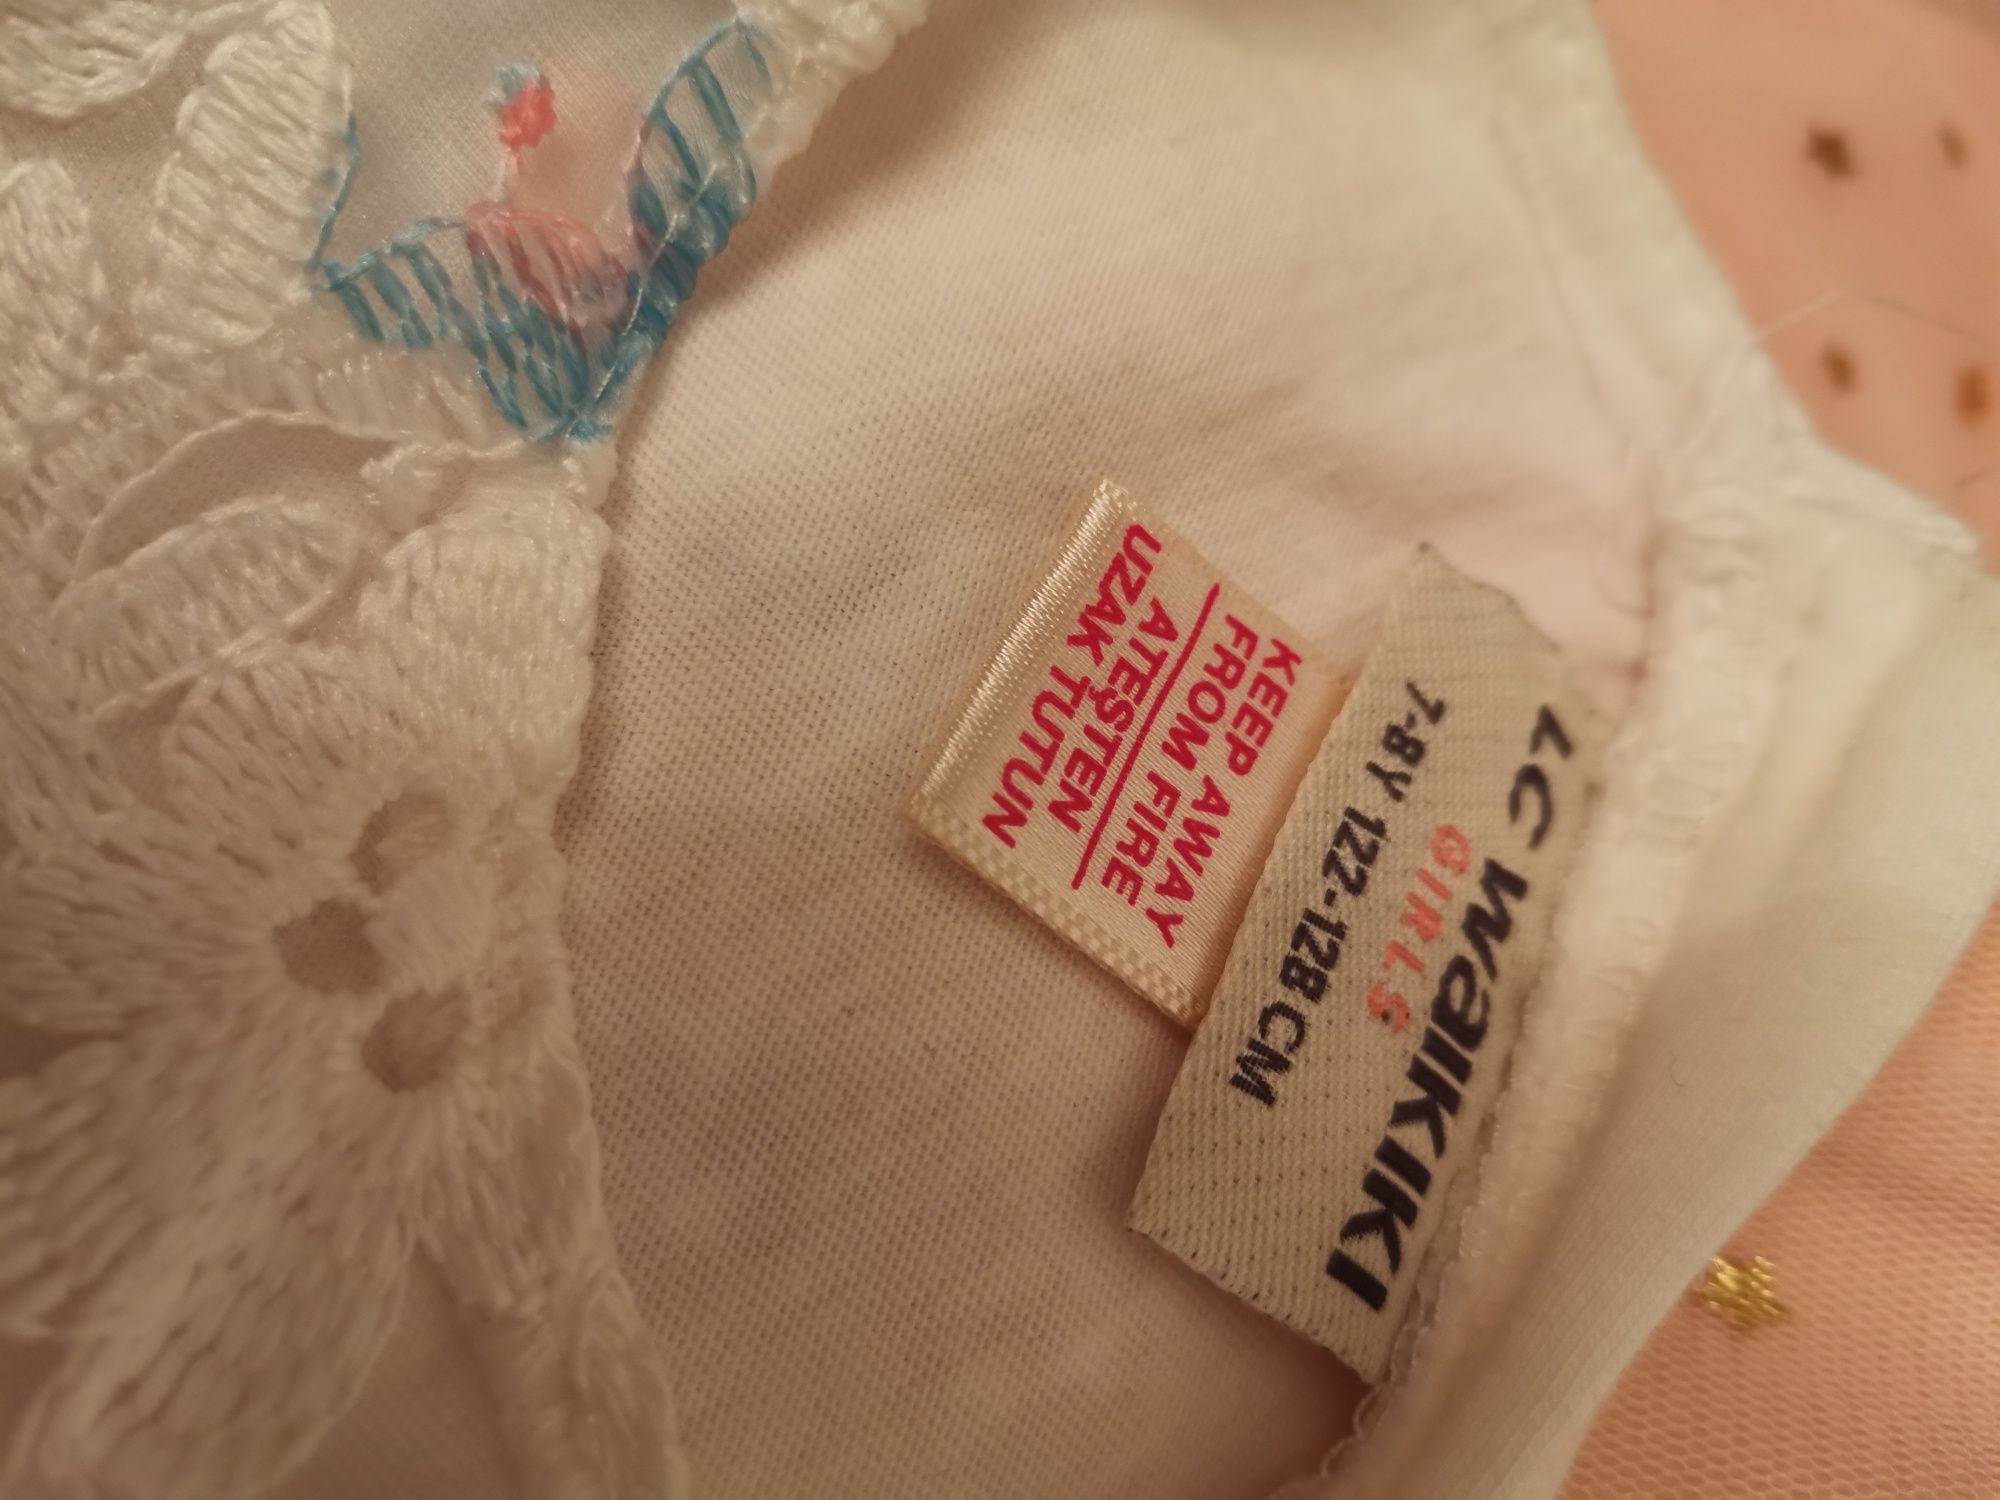 LC WAIKIKI
GIRLS
7-8Y 122-128 CM
KEEP AWAY
FROM FIRE
ATEŞTEN
UZAK TUTUN